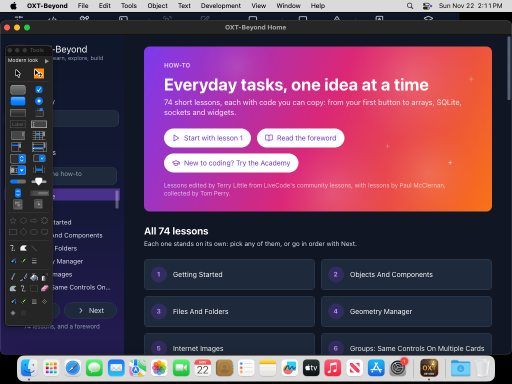 OXT-Beyond File Edit Tools Object Text Development View Window Help Sun Nov 22 2:11 PM
OXT-Beyond Home
Tools
Modern look
-Beyond
earn, explore, build
HOW-TO
Everyday tasks, one idea at a time
74 short lessons, each with code you can copy: from your first button to arrays, SQLite,
sockets and widgets.
Start with lesson 1
Read the foreword
New to coding? Try the Academy
Lessons edited by Terry Little from LiveCode's community lessons, with lessons by Paul McClernan,
collected by Tom Perry.
the how-to
All 74 lessons
Each one stands on its own: pick any of them, or go in order with Next.
1 Getting Started
2 Objects And Components
3 Files And Folders
4 Geometry Manager
5 Internet Images
6 Groups: Same Controls On Multiple Cards
tarted
And Components
Folders
y Manager
mages
Same Controls On...
Next
74 lessons, and a foreword
NOV
22